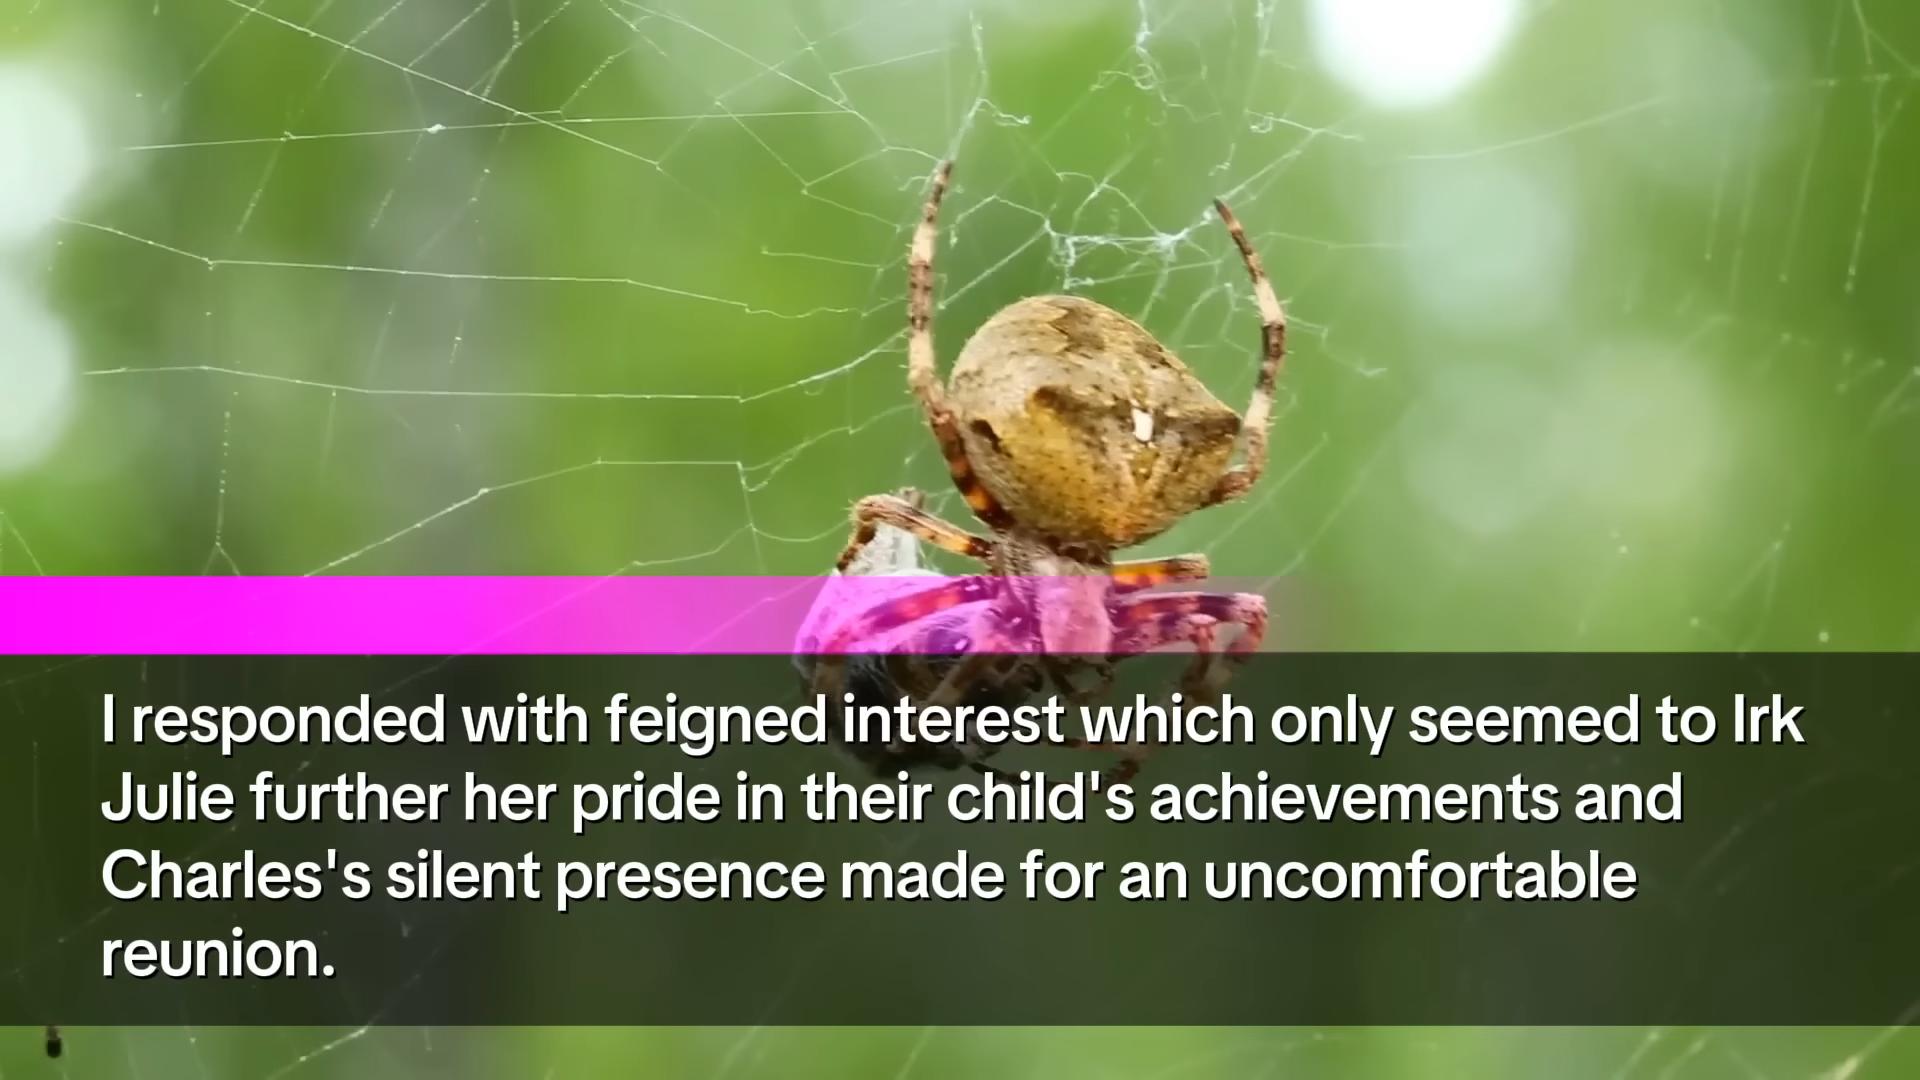 I responded with feigned interest which only seemed to Irk
Julie further her pride in their child's achievements and
Charles's silent presence made for an uncomfortable
reunion.